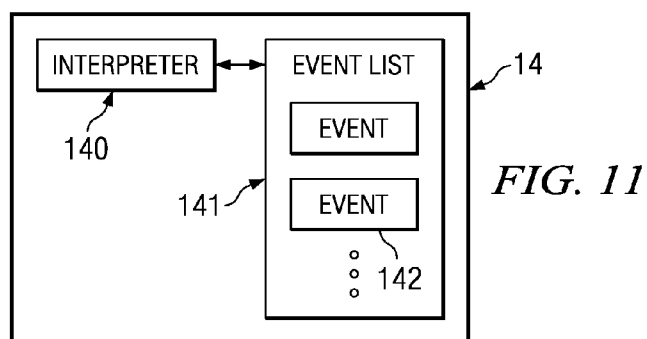 INTERPRETER
EVENT LIST
14
140
EVENT
141
EVENT
142
FIG. 11